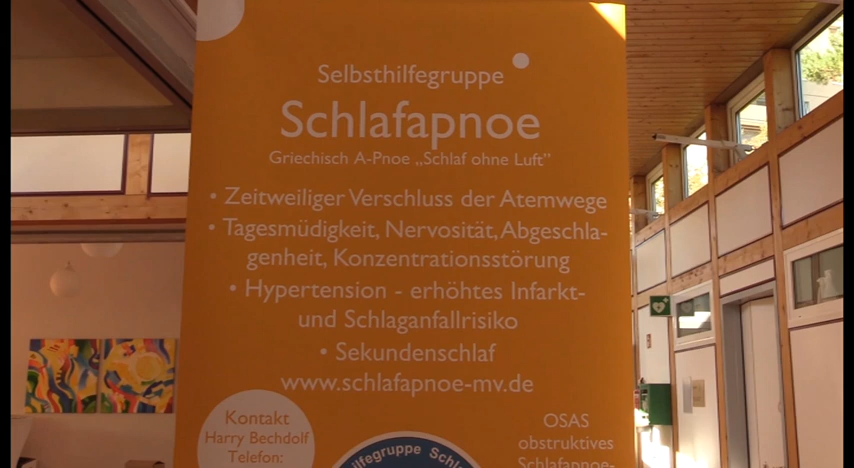 Selbsthilfegruppe
Schlafapnoe
Griechisch A-Pnoe „Schlaf ohne Luft"
• Zeitweiliger Verschluss der Atemwege
• Tagesmüdigkeit, Nervosität, Abgeschla-
genheit, Konzentrationsstörung
• Hypertension - erhöhtes Infarkt-
und Schlaganfallrisiko
• Sekundenschlaf
www.schlafapnoe-mv.de
Kontakt
Harry Bechdolf
Telefon:
OSAS
obstruktives
Schlafapnoe-